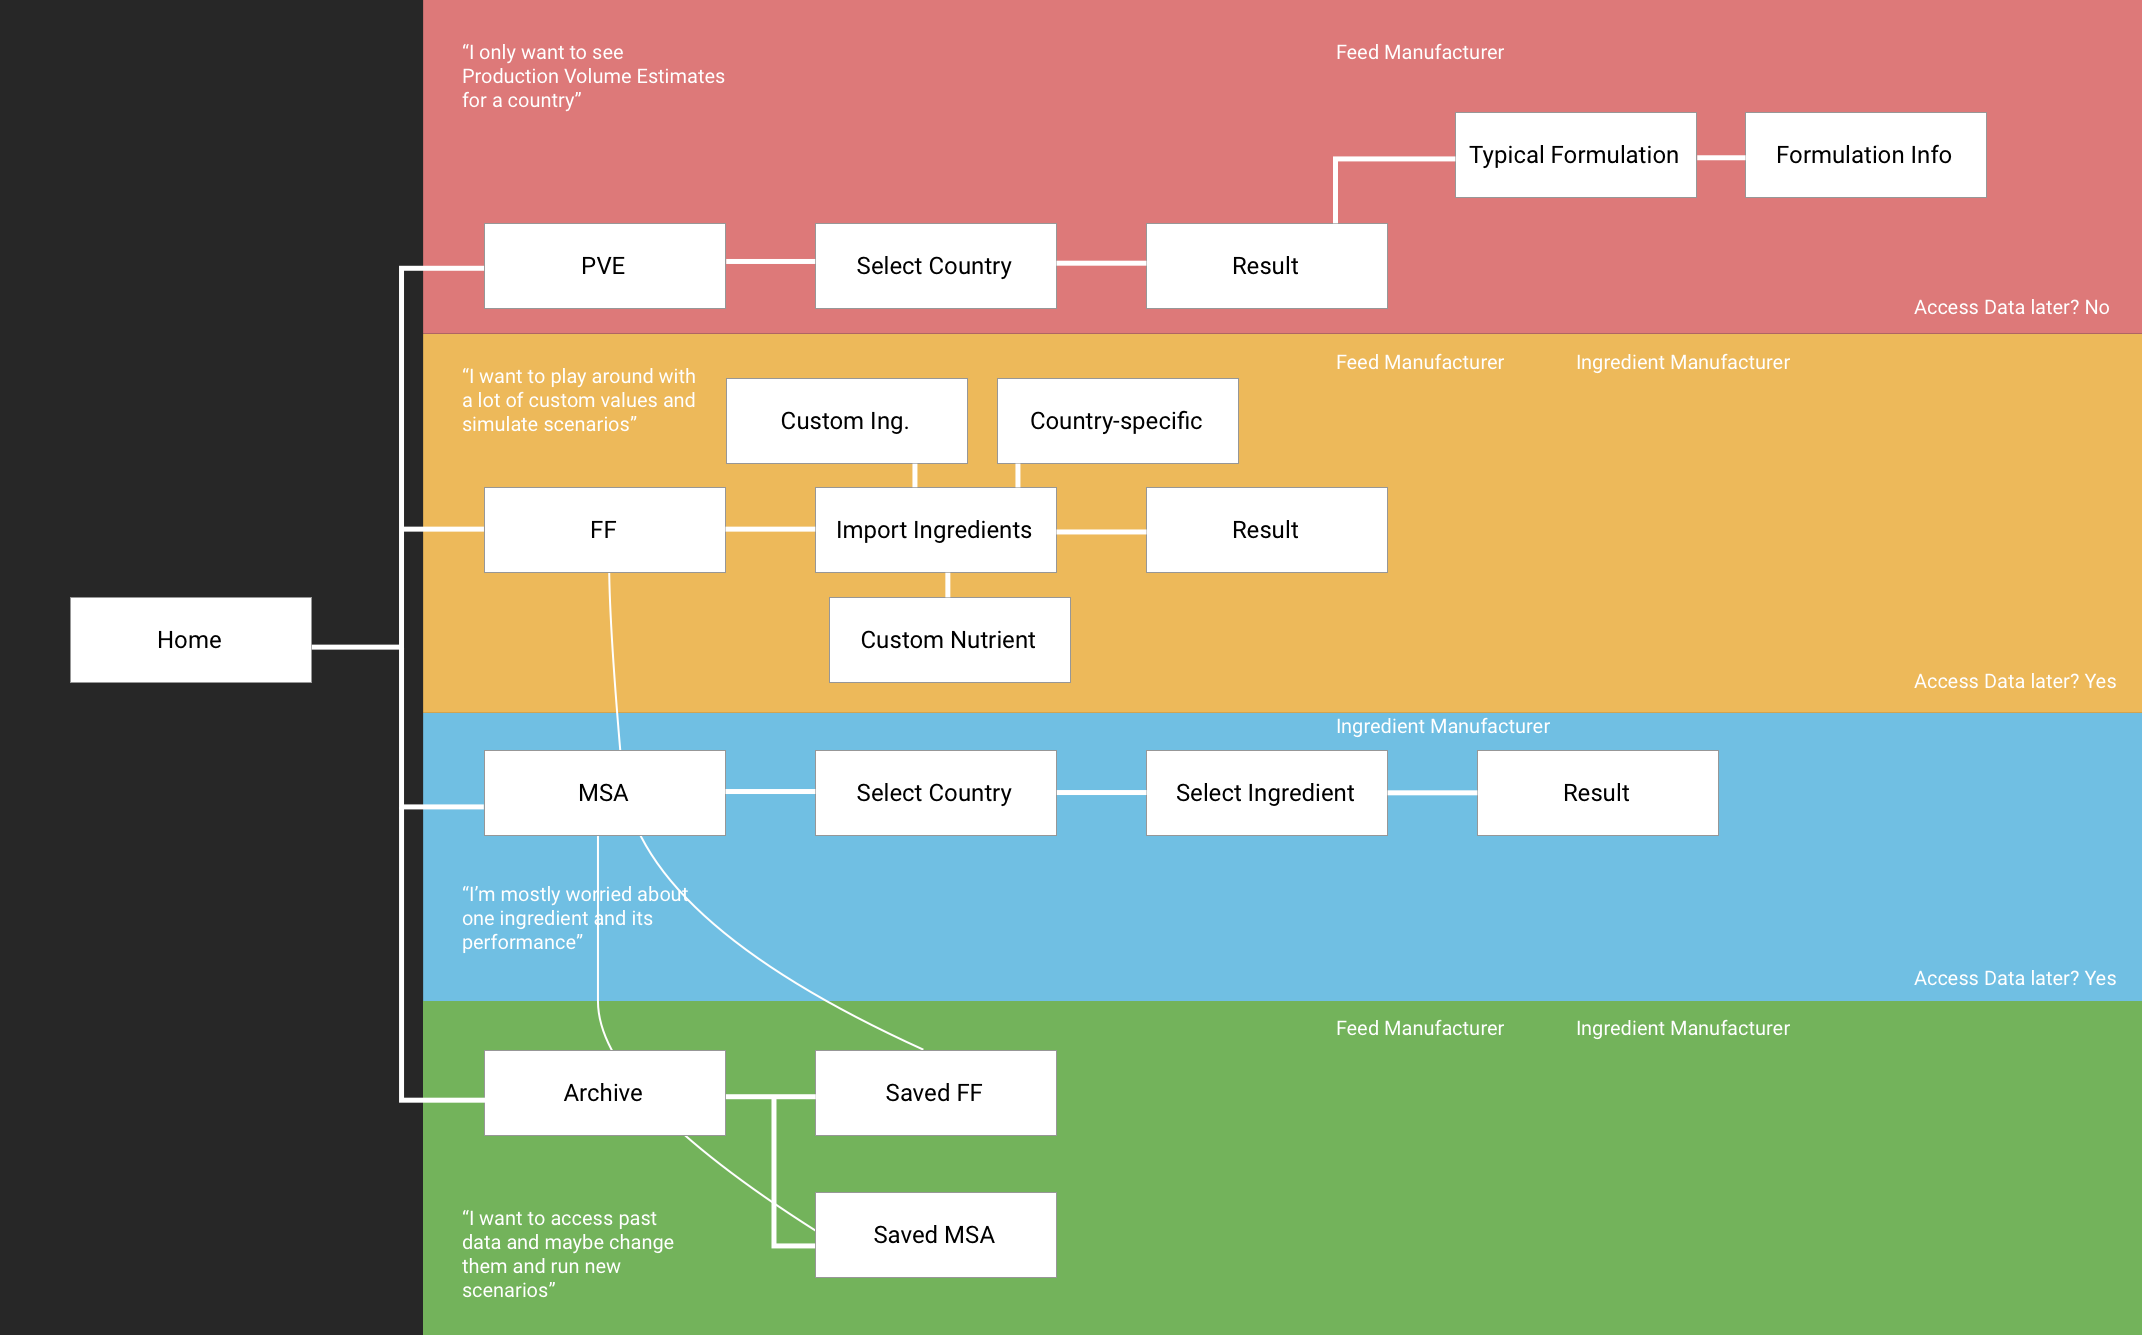 “I only want to see
Production Volume Estimates
for a country”
Feed Manufacturer
Typical Formulation
Formulation Info
PVE
Select Country
Result
Access Data later? No
“I want to play around with
a lot of custom values and
simulate scenarios”
Feed Manufacturer
Ingredient Manufacturer
Custom Ing.
Country-specific
FF
Import Ingredients
Result
Home
Custom Nutrient
Access Data later? Yes
Ingredient Manufacturer
MSA
Select Country
Select Ingredient
Result
“I’m mostly worried about
one ingredient and its
performance”
Access Data later? Yes
Feed Manufacturer
Ingredient Manufacturer
Archive
Saved FF
Saved MSA
“I want to access past
data and maybe change
them and run new
scenarios”